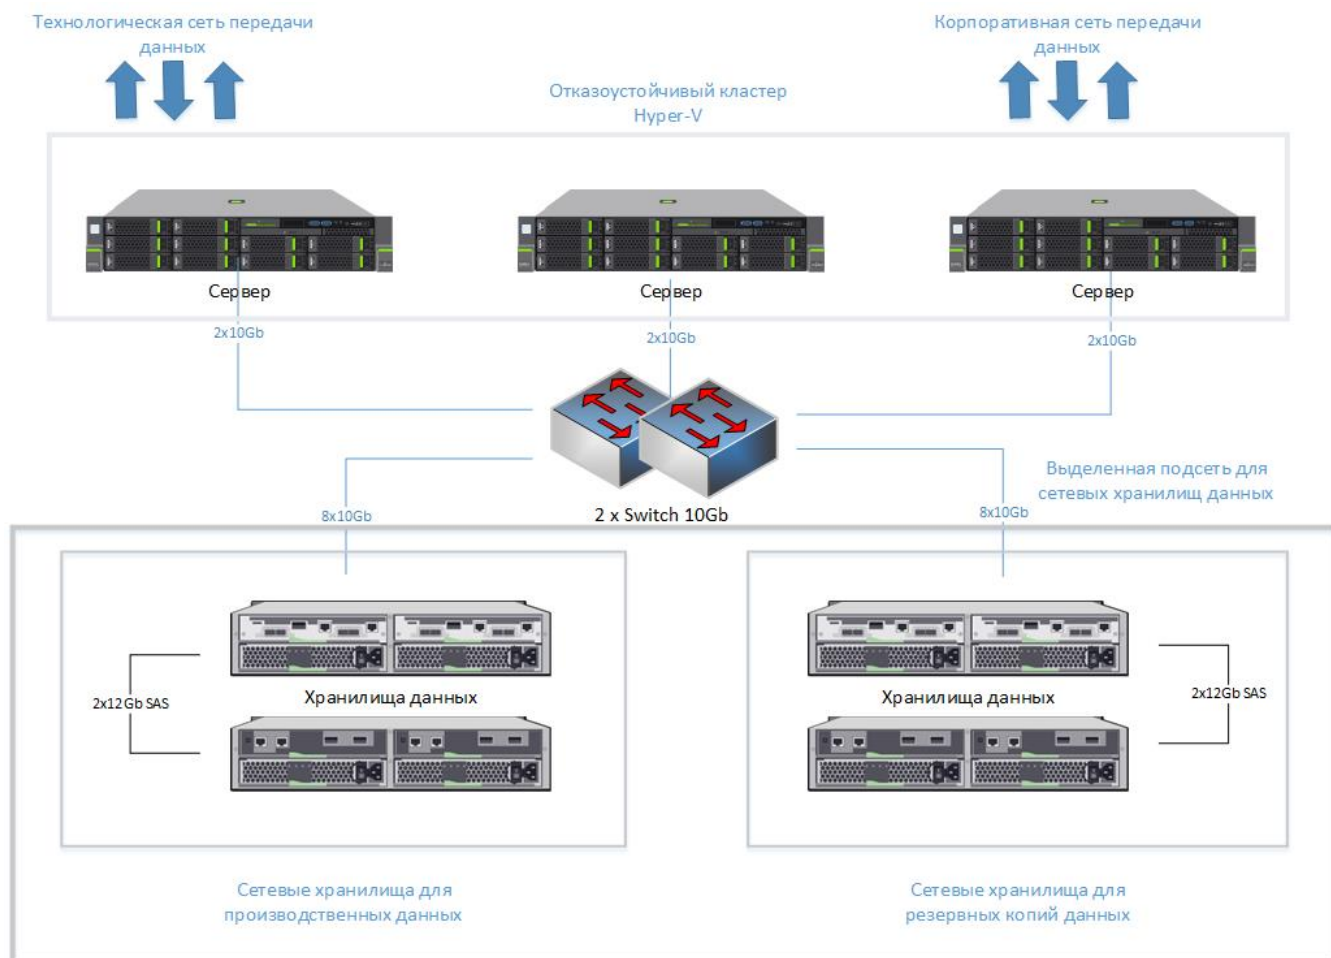 Технологическая сеть передачи
данных
Корпоративная сеть передачи
данных
Отказоустойчивый кластер
Hyper-V
Сервер
Сервер
Сервер
2x10Gb
2x10Gb
2x10Gb
Выделенная подсеть для
сетевых хранилищ данных
8x10Gb
2 x Switch 10Gb
8x10Gb
2x12Gb SAS
Хранилища данных
Хранилища данных
2x12Gb SAS
Сетевые хранилища для
производственных данных
Сетевые хранилища для
резервных копий данных